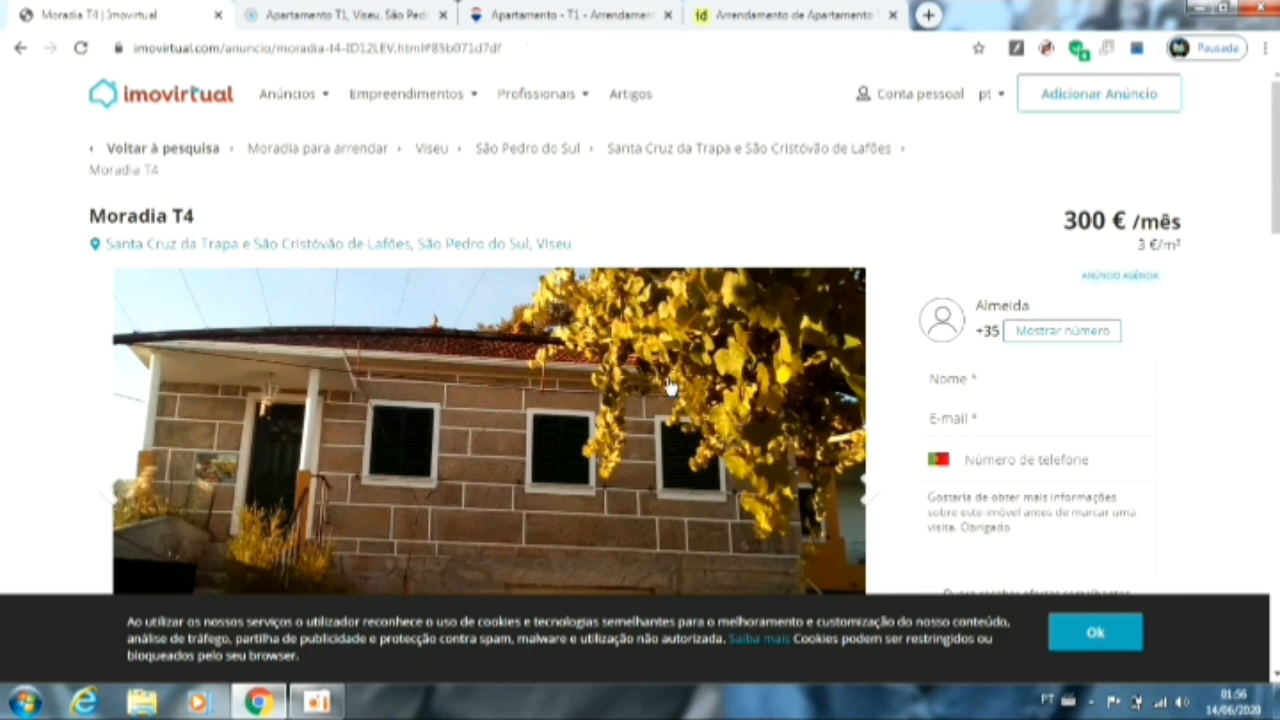 Moradia T4 | Imovirtual
Apartamento T1, Viseu, São Ped
Apartamento - T1 - Arrendamen
id Arrendamento de Apartamento T
imovirtual.com/anuncio/moradia-t4-ID12LEV.html#85b071d7df
Pausada
imovirtual
Anúncios
Empreendimentos
Profissionais
Artigos
Conta pessoal
pt
Adicionar Anúncio
Voltar à pesquisa › Moradia para arrendar › Viseu › São Pedro do Sul › Santa Cruz da Trapa e São Cristóvão de Lafões ›
Moradia T4
Moradia T4
300 € /mês
Santa Cruz da Trapa e São Cristóvão de Lafões, São Pedro do Sul, Viseu
3 €/m²
ANÚNCIO AGÊNCIA
Almeida
+35 Mostrar número
Nome *
E-mail *
Número de telefone
Gostaria de obter mais informações
sobre este imóvel antes de marcar uma
visita. Obrigado
Ao utilizar os nossos serviços o utilizador reconhece o uso de cookies e tecnologias semelhantes para o melhoramento e customização do nosso conteúdo,
análise de tráfego, partilha de publicidade e protecção contra spam, malware e utilização não autorizada. Saiba mais Cookies podem ser restringidos ou
bloqueados pelo seu browser.
Ok
PT
01:56
14/06/2020